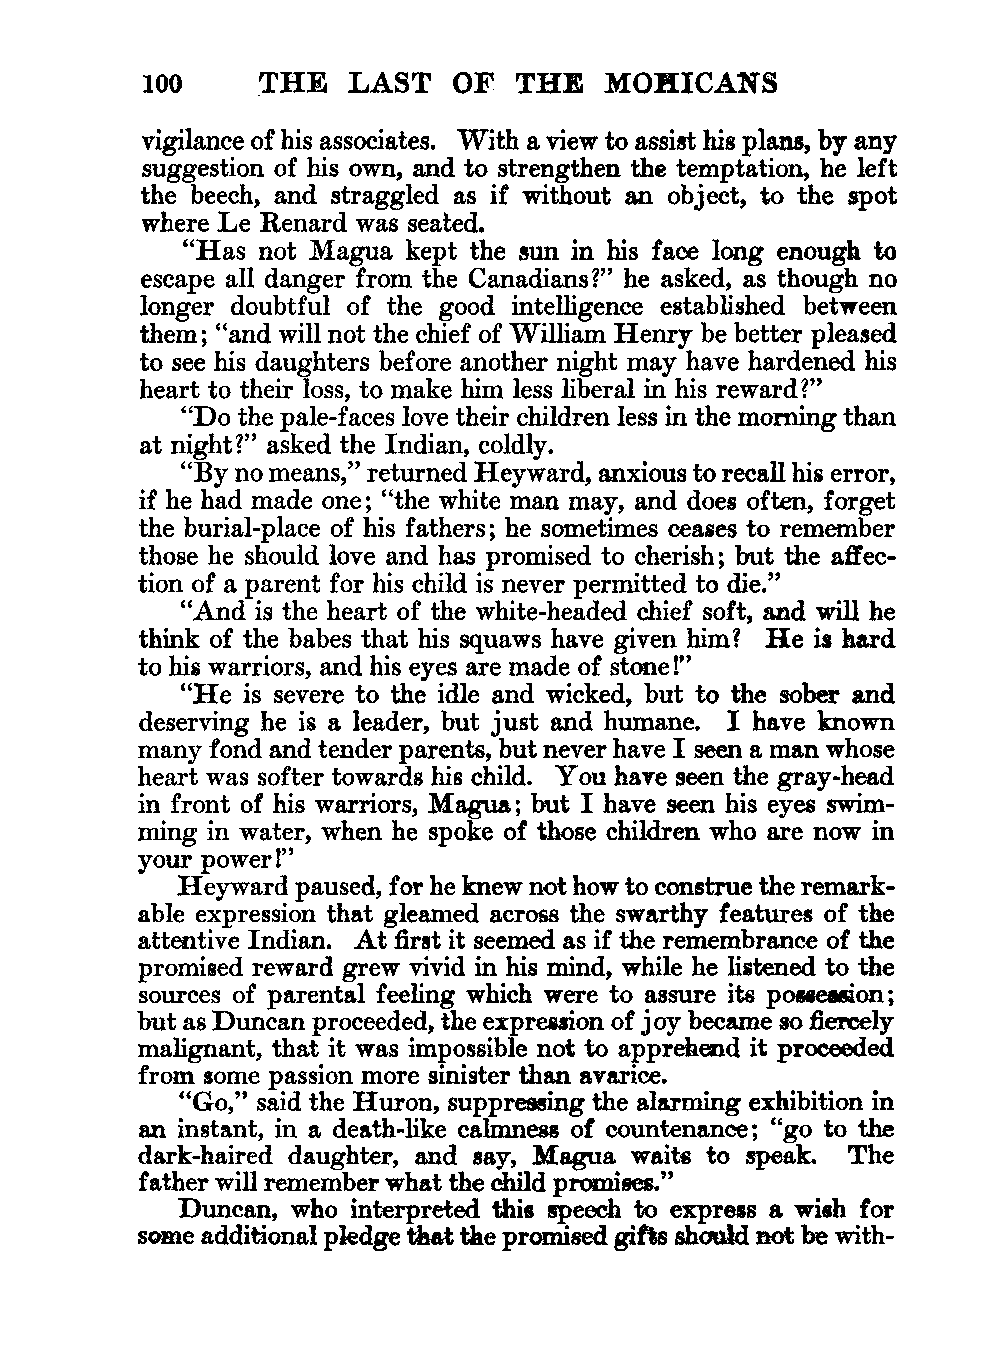 100 THE LAST OF THE MOHICANS
vigilance of his associates. With a view to assist his plans, by any
suggestion of his own, and to strengthen the temptation, he left
the beech, and straggled as if without an object, to the spot
where Le Renard was seated.
“Has not Magua kept the sun in his face long enough to
escape all danger from the Canadians?” he asked, as though no
longer doubtful of the good intelligence established between
them; “and will not the chief of William Henry be better pleased
to see his daughters before another night may have hardened his
heart to their loss, to make him less liberal in his reward?”
“Do the pale-faces love their children less in the morning than
at night?” asked the Indian, coldly.
“By no means,” returned Heyward, anxious to recall his error,
if he had made one; “the white man may, and does often, forget
the burial-place of his fathers; he sometimes ceases to remember
those he should love and has promised to cherish; but the affec-
tion of a parent for his child is never permitted to die.”
“And is the heart of the white-headed chief soft, and will he
think of the babes that his squaws have given him? He is hard
to his warriors, and his eyes are made of stone!”
“He is severe to the idle and wicked, but to the sober and
deserving he is a leader, but just and humane. I have known
many fond and tender parents, but never have I seen a man whose
heart was softer towards his child. You have seen the gray-head
in front of his warriors, Magua; but I have seen his eyes swim-
ming in water, when he spoke of those children who are now in
your power!”
Heyward paused, for he knew not how to construe the remark-
able expression that gleamed across the swarthy features of the
attentive Indian. At first it seemed as if the remembrance of the
promised reward grew vivid in his mind, while he listened to the
sources of parental feeling which were to assure its possession;
but as Duncan proceeded, the expression of joy became so fiercely
malignant, that it was impossible not to apprehend it proceeded
from some passion more sinister than avarice.
“Go,” said the Huron, suppressing the alarming exhibition in
an instant, in a death-like calmness of countenance; “go to the
dark-haired daughter, and say, Magua waits to speak. The
father will remember what the child promises.”
Duncan, who interpreted this speech to express a wish for
some additional pledge that the promised gifts should not be with-